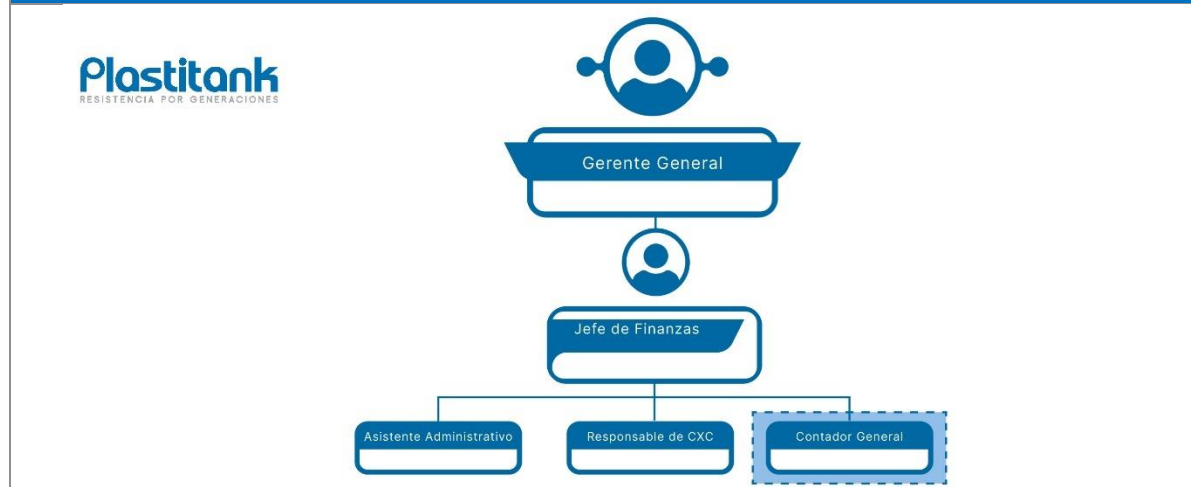 Plastitank
RESISTENCIA POR GENERACIONES
Gerente General
Jefe de Finanzas
Asistente Administrativo
Responsable de CXC
Contador General